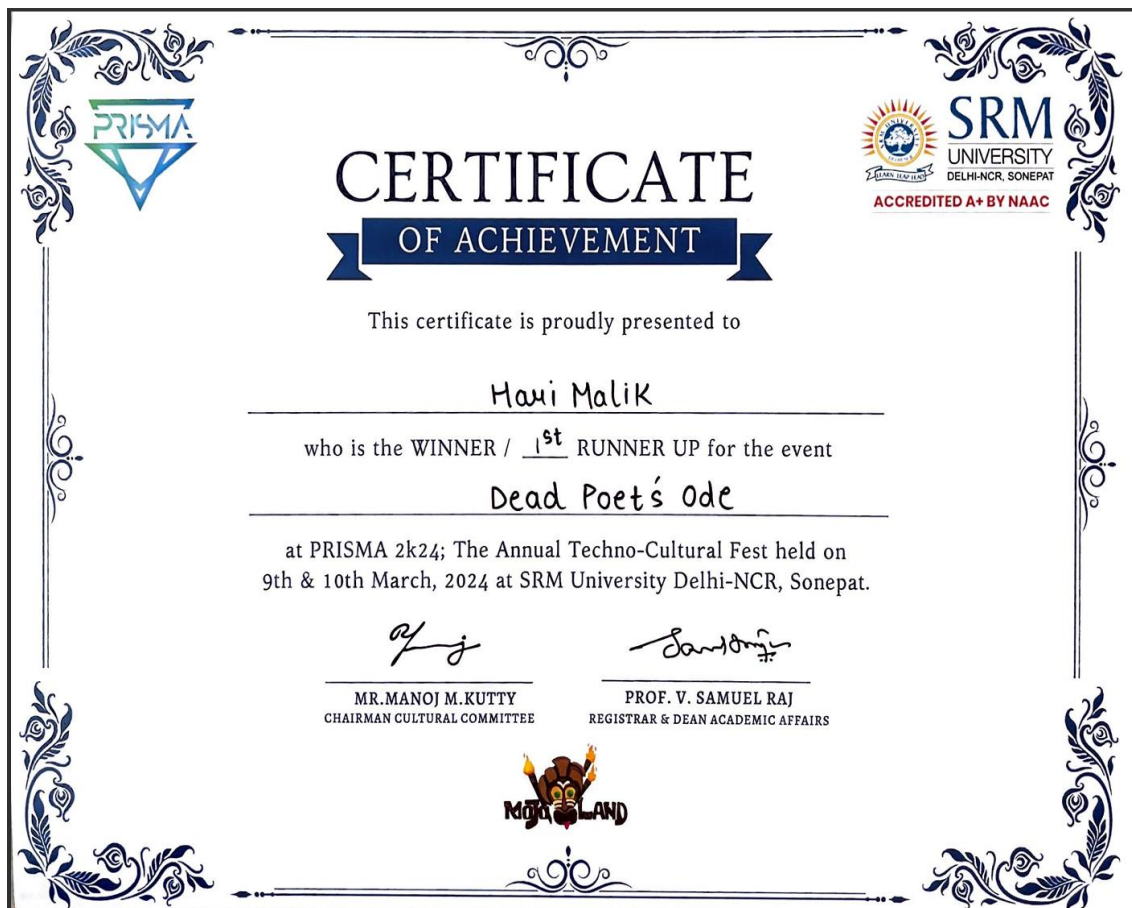 PRISMA
SRM
UNIVERSITY
DELHI-NCR, SONEPAT
LEARN LEAP LEAD
ACCREDITED A+ BY NAAC
CERTIFICATE
OF ACHIEVEMENT
This certificate is proudly presented to
Hari Malik
who is the WINNER / 1st RUNNER UP for the event
Dead Poet's Ode
at PRISMA 2k24; The Annual Techno-Cultural Fest held on
9th & 10th March, 2024 at SRM University Delhi-NCR, Sonepat.
MR.MANOJ M.KUTTY
CHAIRMAN CULTURAL COMMITTEE
PROF. V. SAMUEL RAJ
REGISTRAR & DEAN ACADEMIC AFFAIRS
MOJO LAND